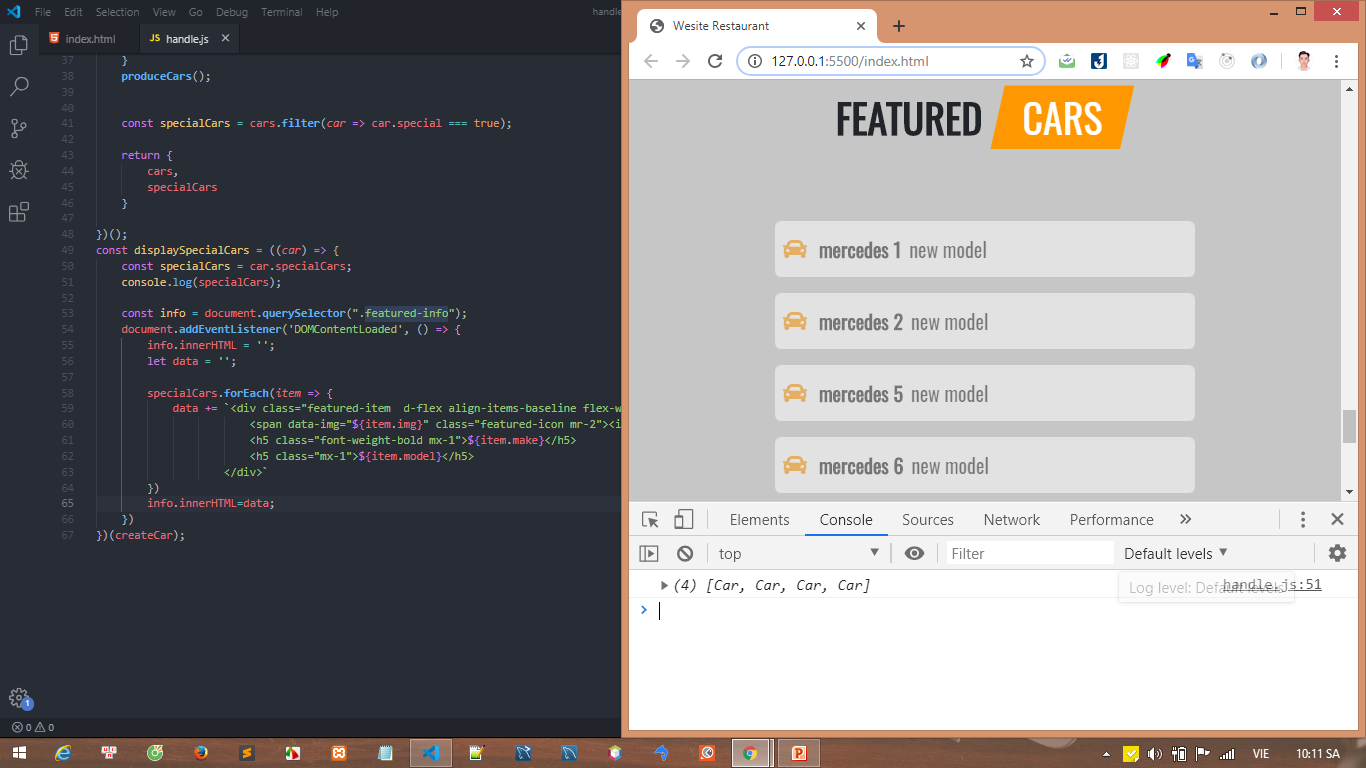 File Edit Selection View Go Debug Terminal Help handle
index.html
JS handle.js
37 }
38 produceCars();
39
40
41 const specialCars = cars.filter(car => car.special === true);
42
43 return {
44 cars,
45 specialCars
46 }
47
48 })();
49 const displaySpecialCars = ((car) => {
50 const specialCars = car.specialCars;
51 console.log(specialCars);
52
53 const info = document.querySelector(".featured-info");
54 document.addEventListener('DOMContentLoaded', () => {
55 info.innerHTML = '';
56 let data = '';
57
58 specialCars.forEach(item => {
59 data += `<div class="featured-item  d-flex align-items-baseline flex-w
60 <span data-img="${item.img}" class="featured-icon mr-2"><i
61 <h5 class="font-weight-bold mx-1">${item.make}</h5>
62 <h5 class="mx-1">${item.model}</h5>
63 </div>`
64 })
65 info.innerHTML=data;
66 })
67 })(createCar);
1
0 0
Wesite Restaurant
127.0.0.1:5500/index.html
FEATURED CARS
mercedes 1 new model
mercedes 2 new model
mercedes 5 new model
mercedes 6 new model
Elements Console Sources Network Performance
top Filter Default levels
(4) [Car, Car, Car, Car] handle.js:51
Log level: Default levels
VIE 10:11 SA